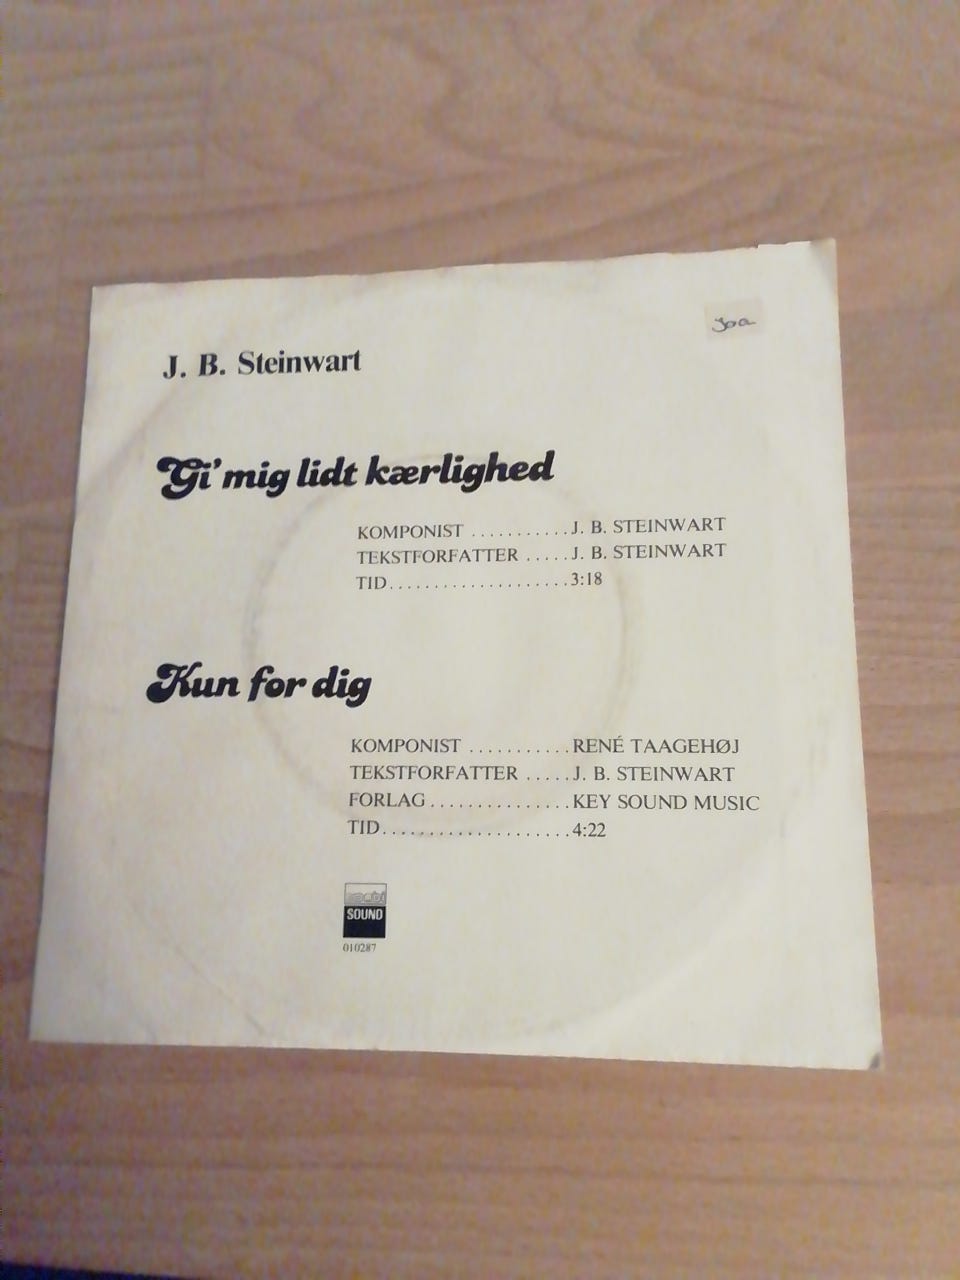 J. B. Steinwart
Gi' mig lidt kærlighed
KOMPONIST ........... J. B. STEINWART
TEKSTFORFATTER ..... J. B. STEINWART
TID .................... 3:18
Kun for dig
KOMPONIST ........... RENÉ TAAGEHØJ
TEKSTFORFATTER ..... J. B. STEINWART
FORLAG ............... KEY SOUND MUSIC
TID ..................... 4:22
SOUND
010287